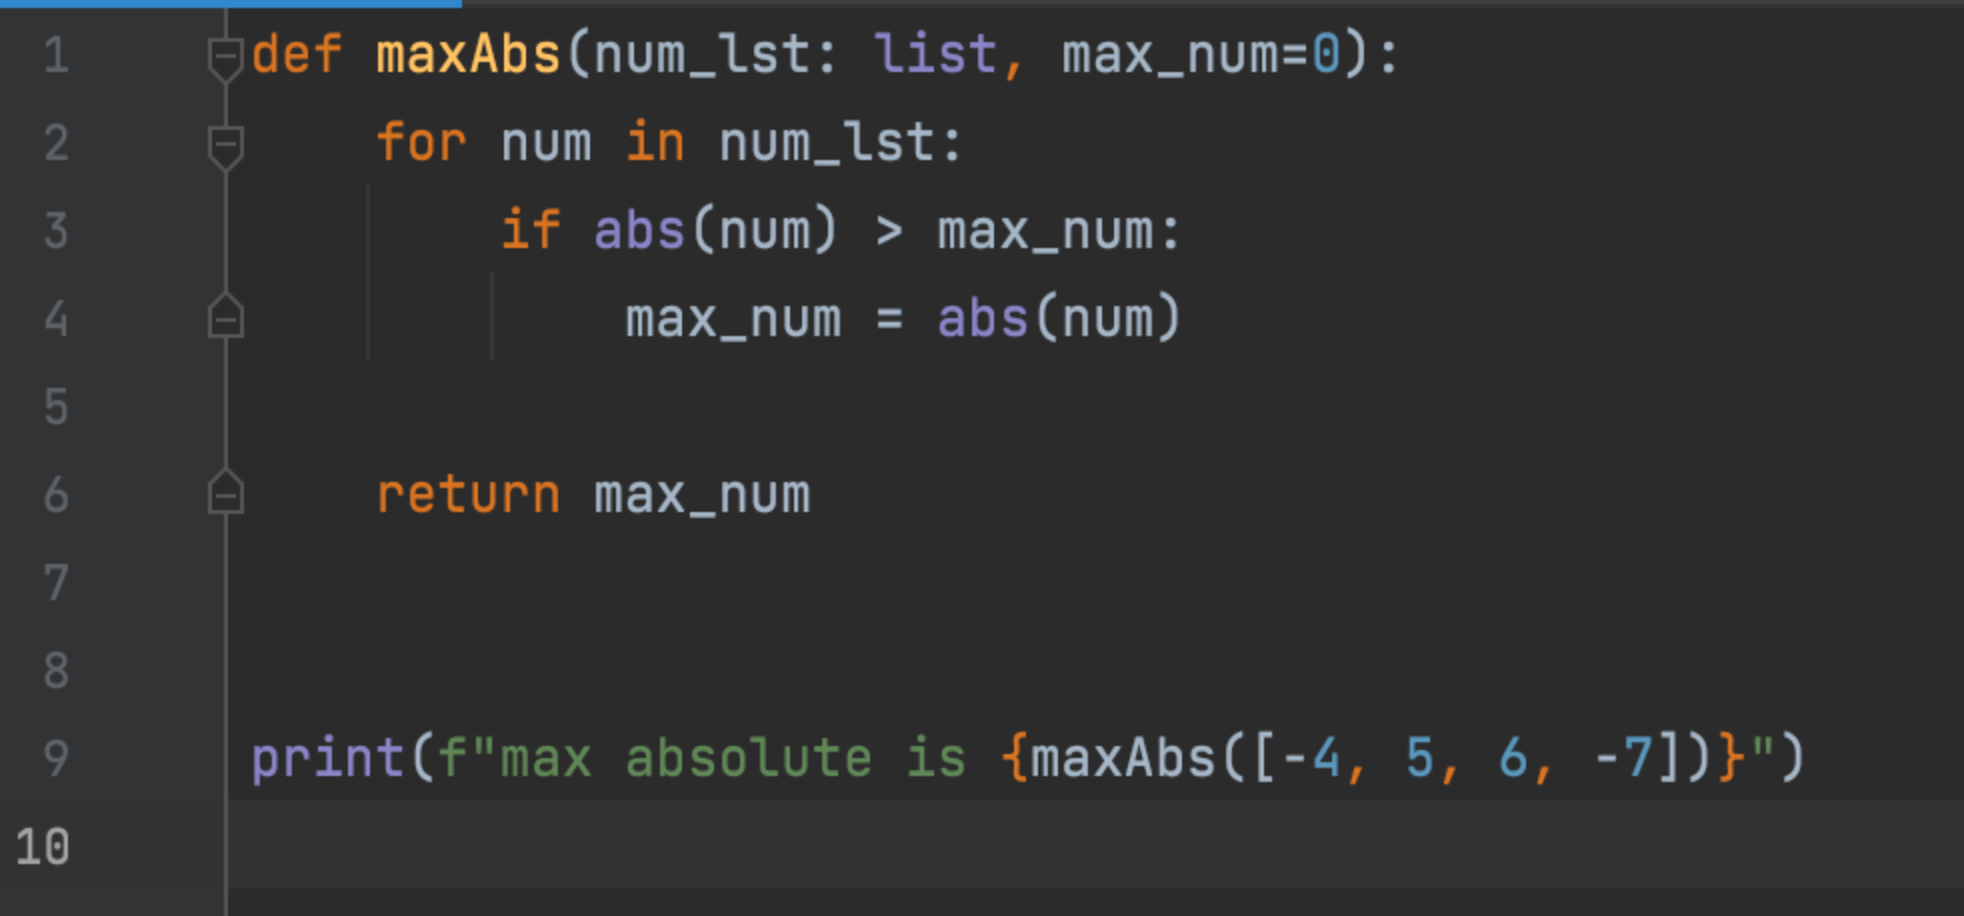 1 def maxAbs(num_lst: list, max_num=0):
2     for num in num_lst:
3         if abs(num) > max_num:
4             max_num = abs(num)
5
6     return max_num
7
8
9 print(f"max absolute is {maxAbs([-4, 5, 6, -7])}")
10